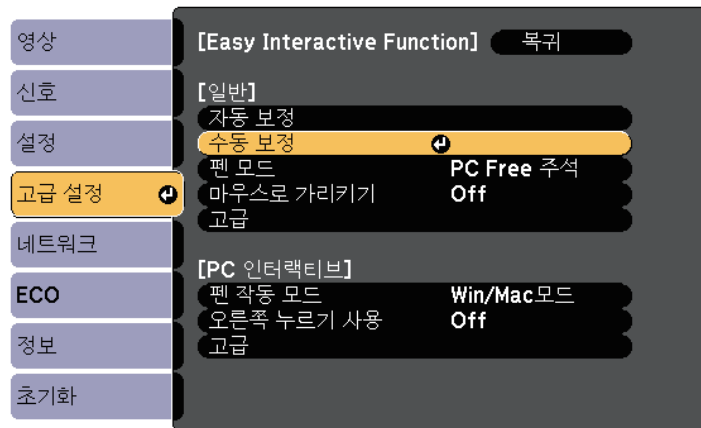 영상
신호
설정
고급 설정
네트워크
ECO
정보
초기화
[Easy Interactive Function] 복귀
[일반]
자동 보정
수동 보정
펜 모드 PC Free 주석
마우스로 가리키기 Off
고급
[PC 인터랙티브]
펜 작동 모드 Win/Mac모드
오른쪽 누르기 사용 Off
고급